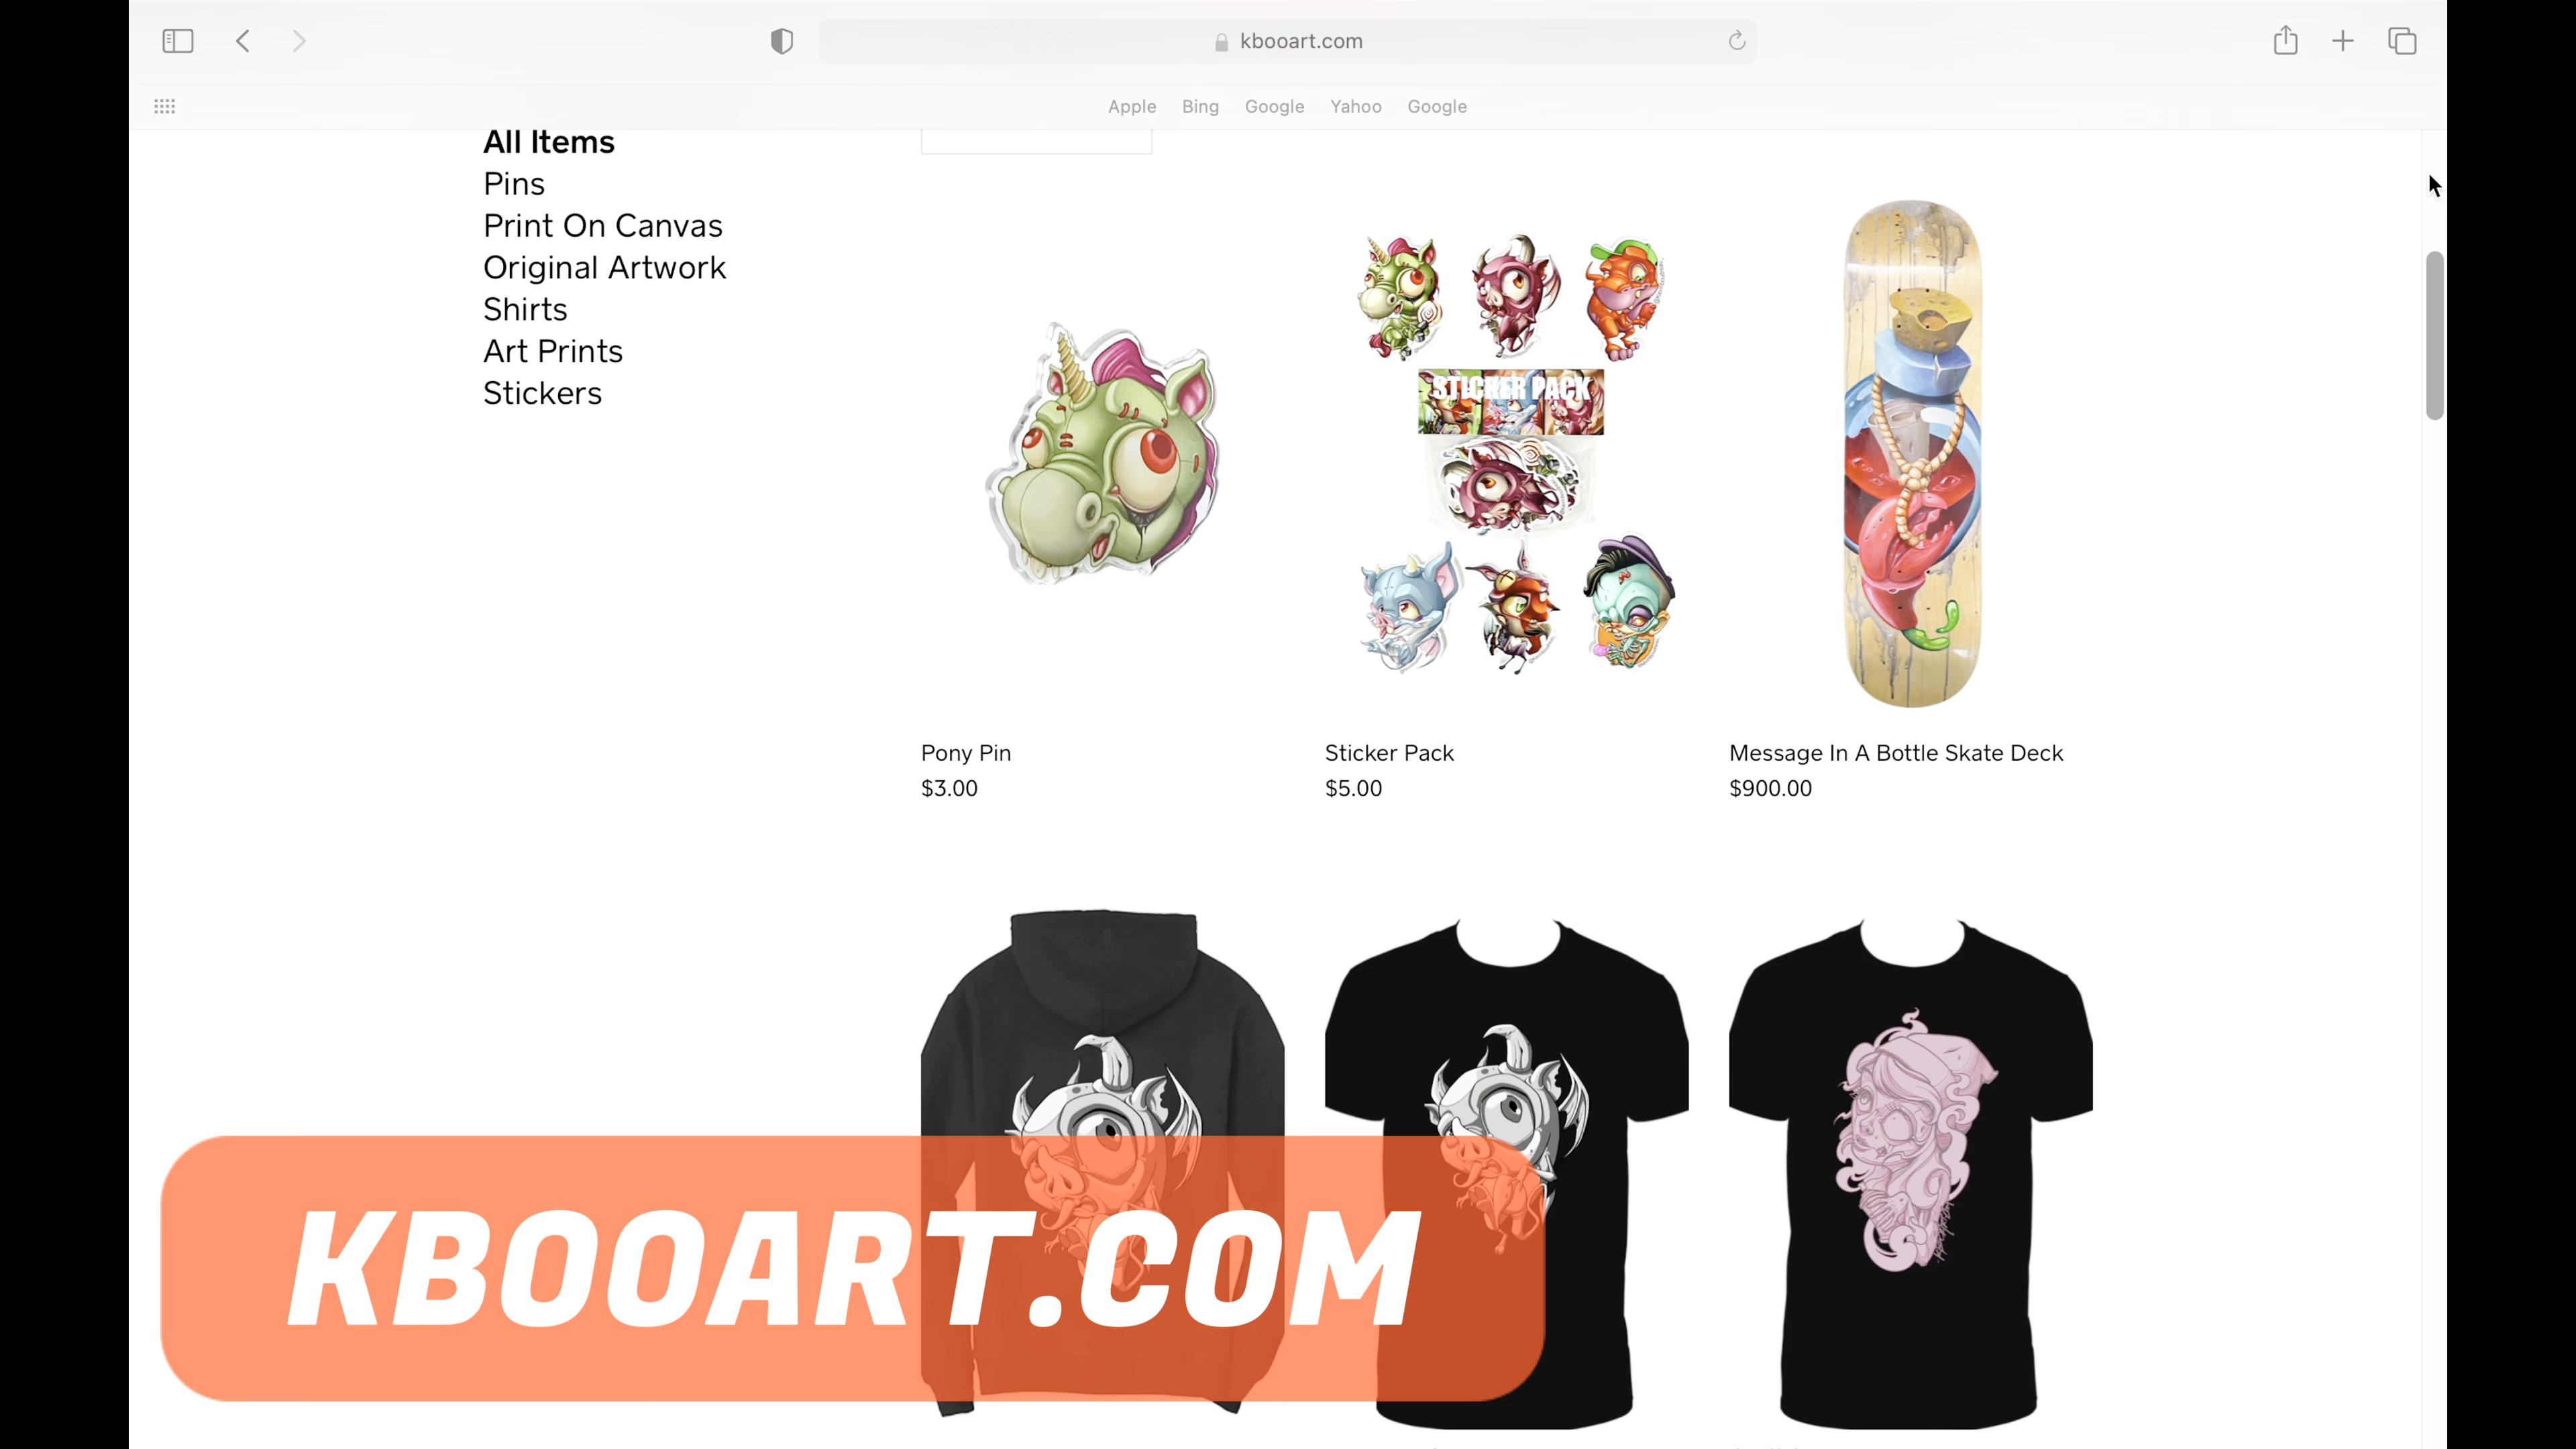 kbooart.com
Apple Bing Google Yahoo Google
All Items
Pins
Print On Canvas
Original Artwork
Shirts
Art Prints
Stickers
STICKER PACK
Pony Pin
$3.00
Sticker Pack
$5.00
Message In A Bottle Skate Deck
$900.00
KBOOART.COM